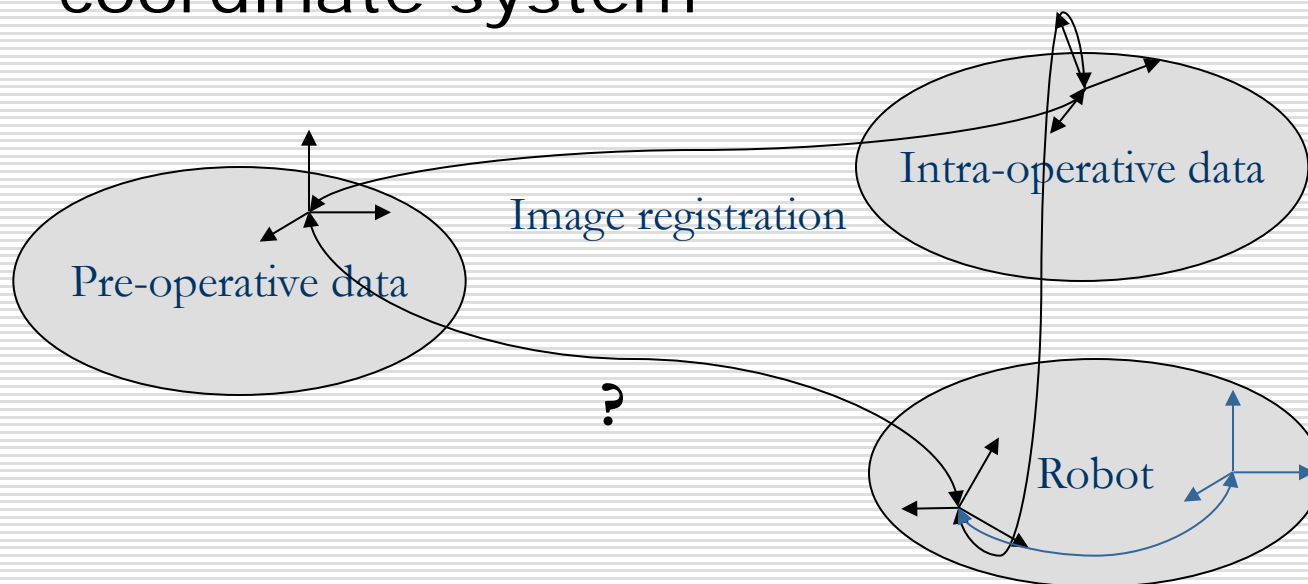 coordinate system
Intra-operative data
Image registration
Pre-operative data
?
Robot